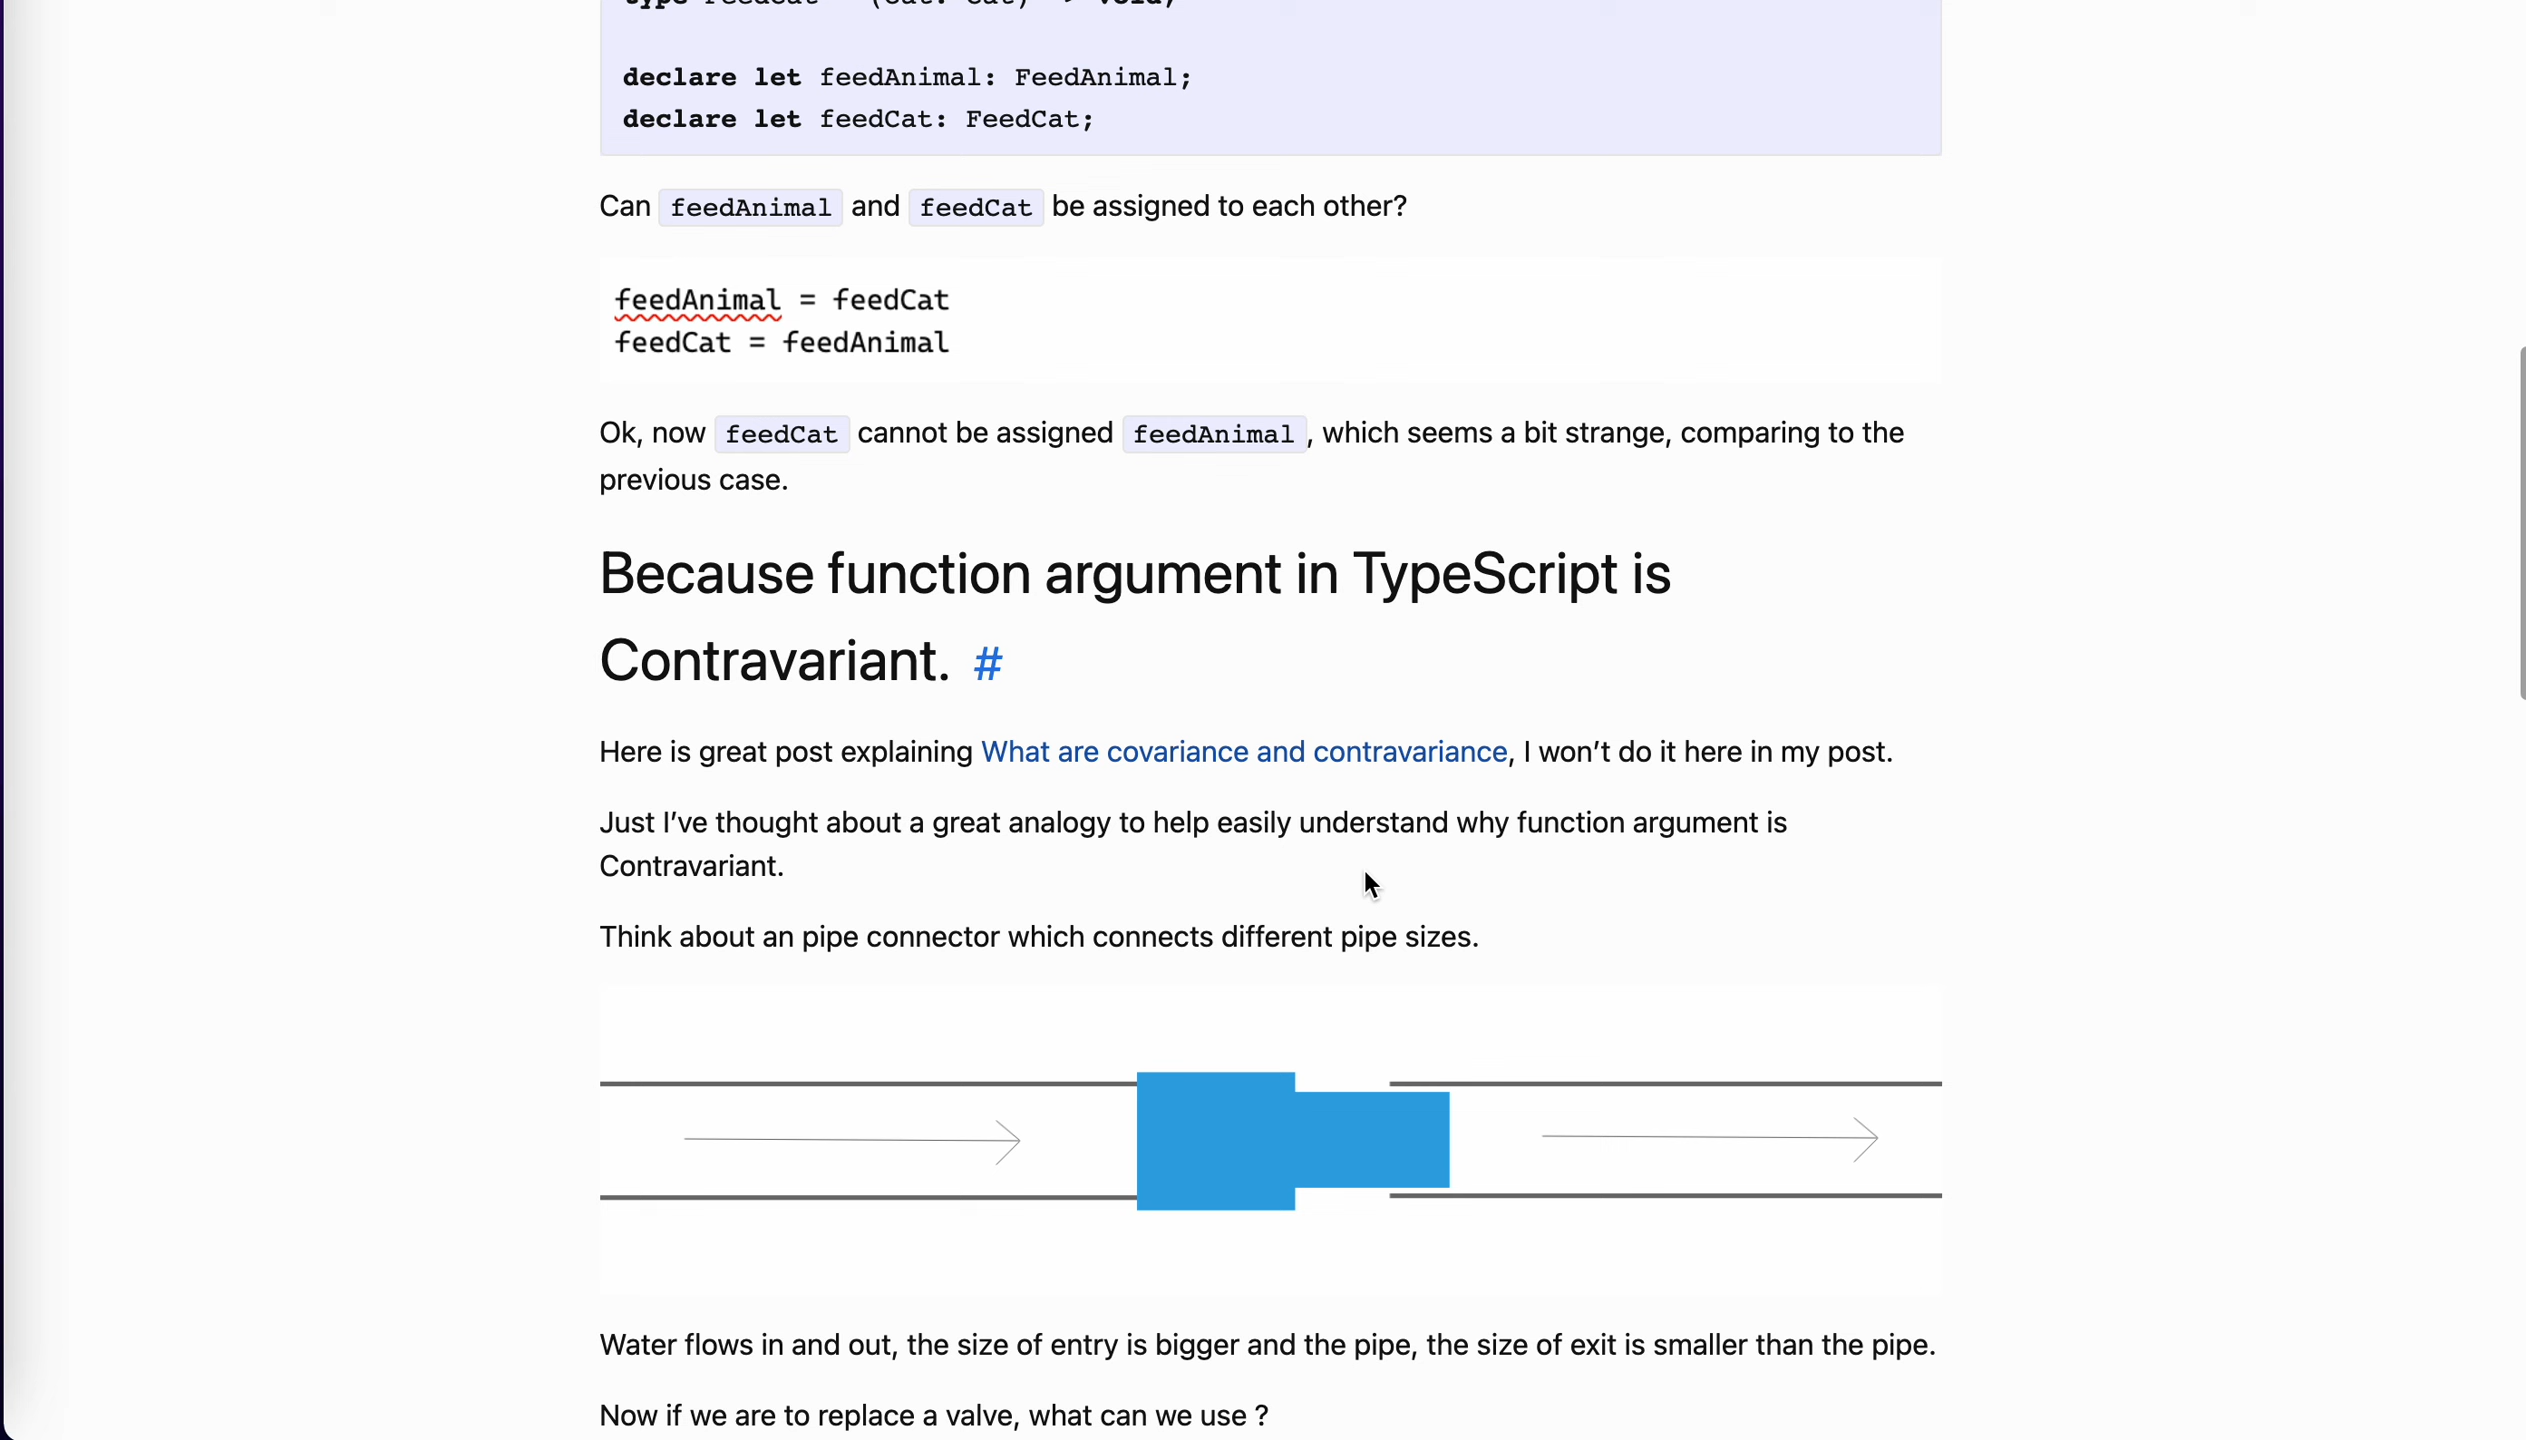 type FeedCat = (cat: Cat) => void;
declare let feedAnimal: FeedAnimal;
declare let feedCat: FeedCat;
Can feedAnimal and feedCat be assigned to each other?
feedAnimal = feedCat
feedCat = feedAnimal
Ok, now feedCat cannot be assigned feedAnimal, which seems a bit strange, comparing to the
previous case.
Because function argument in TypeScript is
Contravariant. #
Here is great post explaining What are covariance and contravariance, I won’t do it here in my post.
Just I’ve thought about a great analogy to help easily understand why function argument is
Contravariant.
Think about an pipe connector which connects different pipe sizes.
Water flows in and out, the size of entry is bigger and the pipe, the size of exit is smaller than the pipe.
Now if we are to replace a valve, what can we use ?